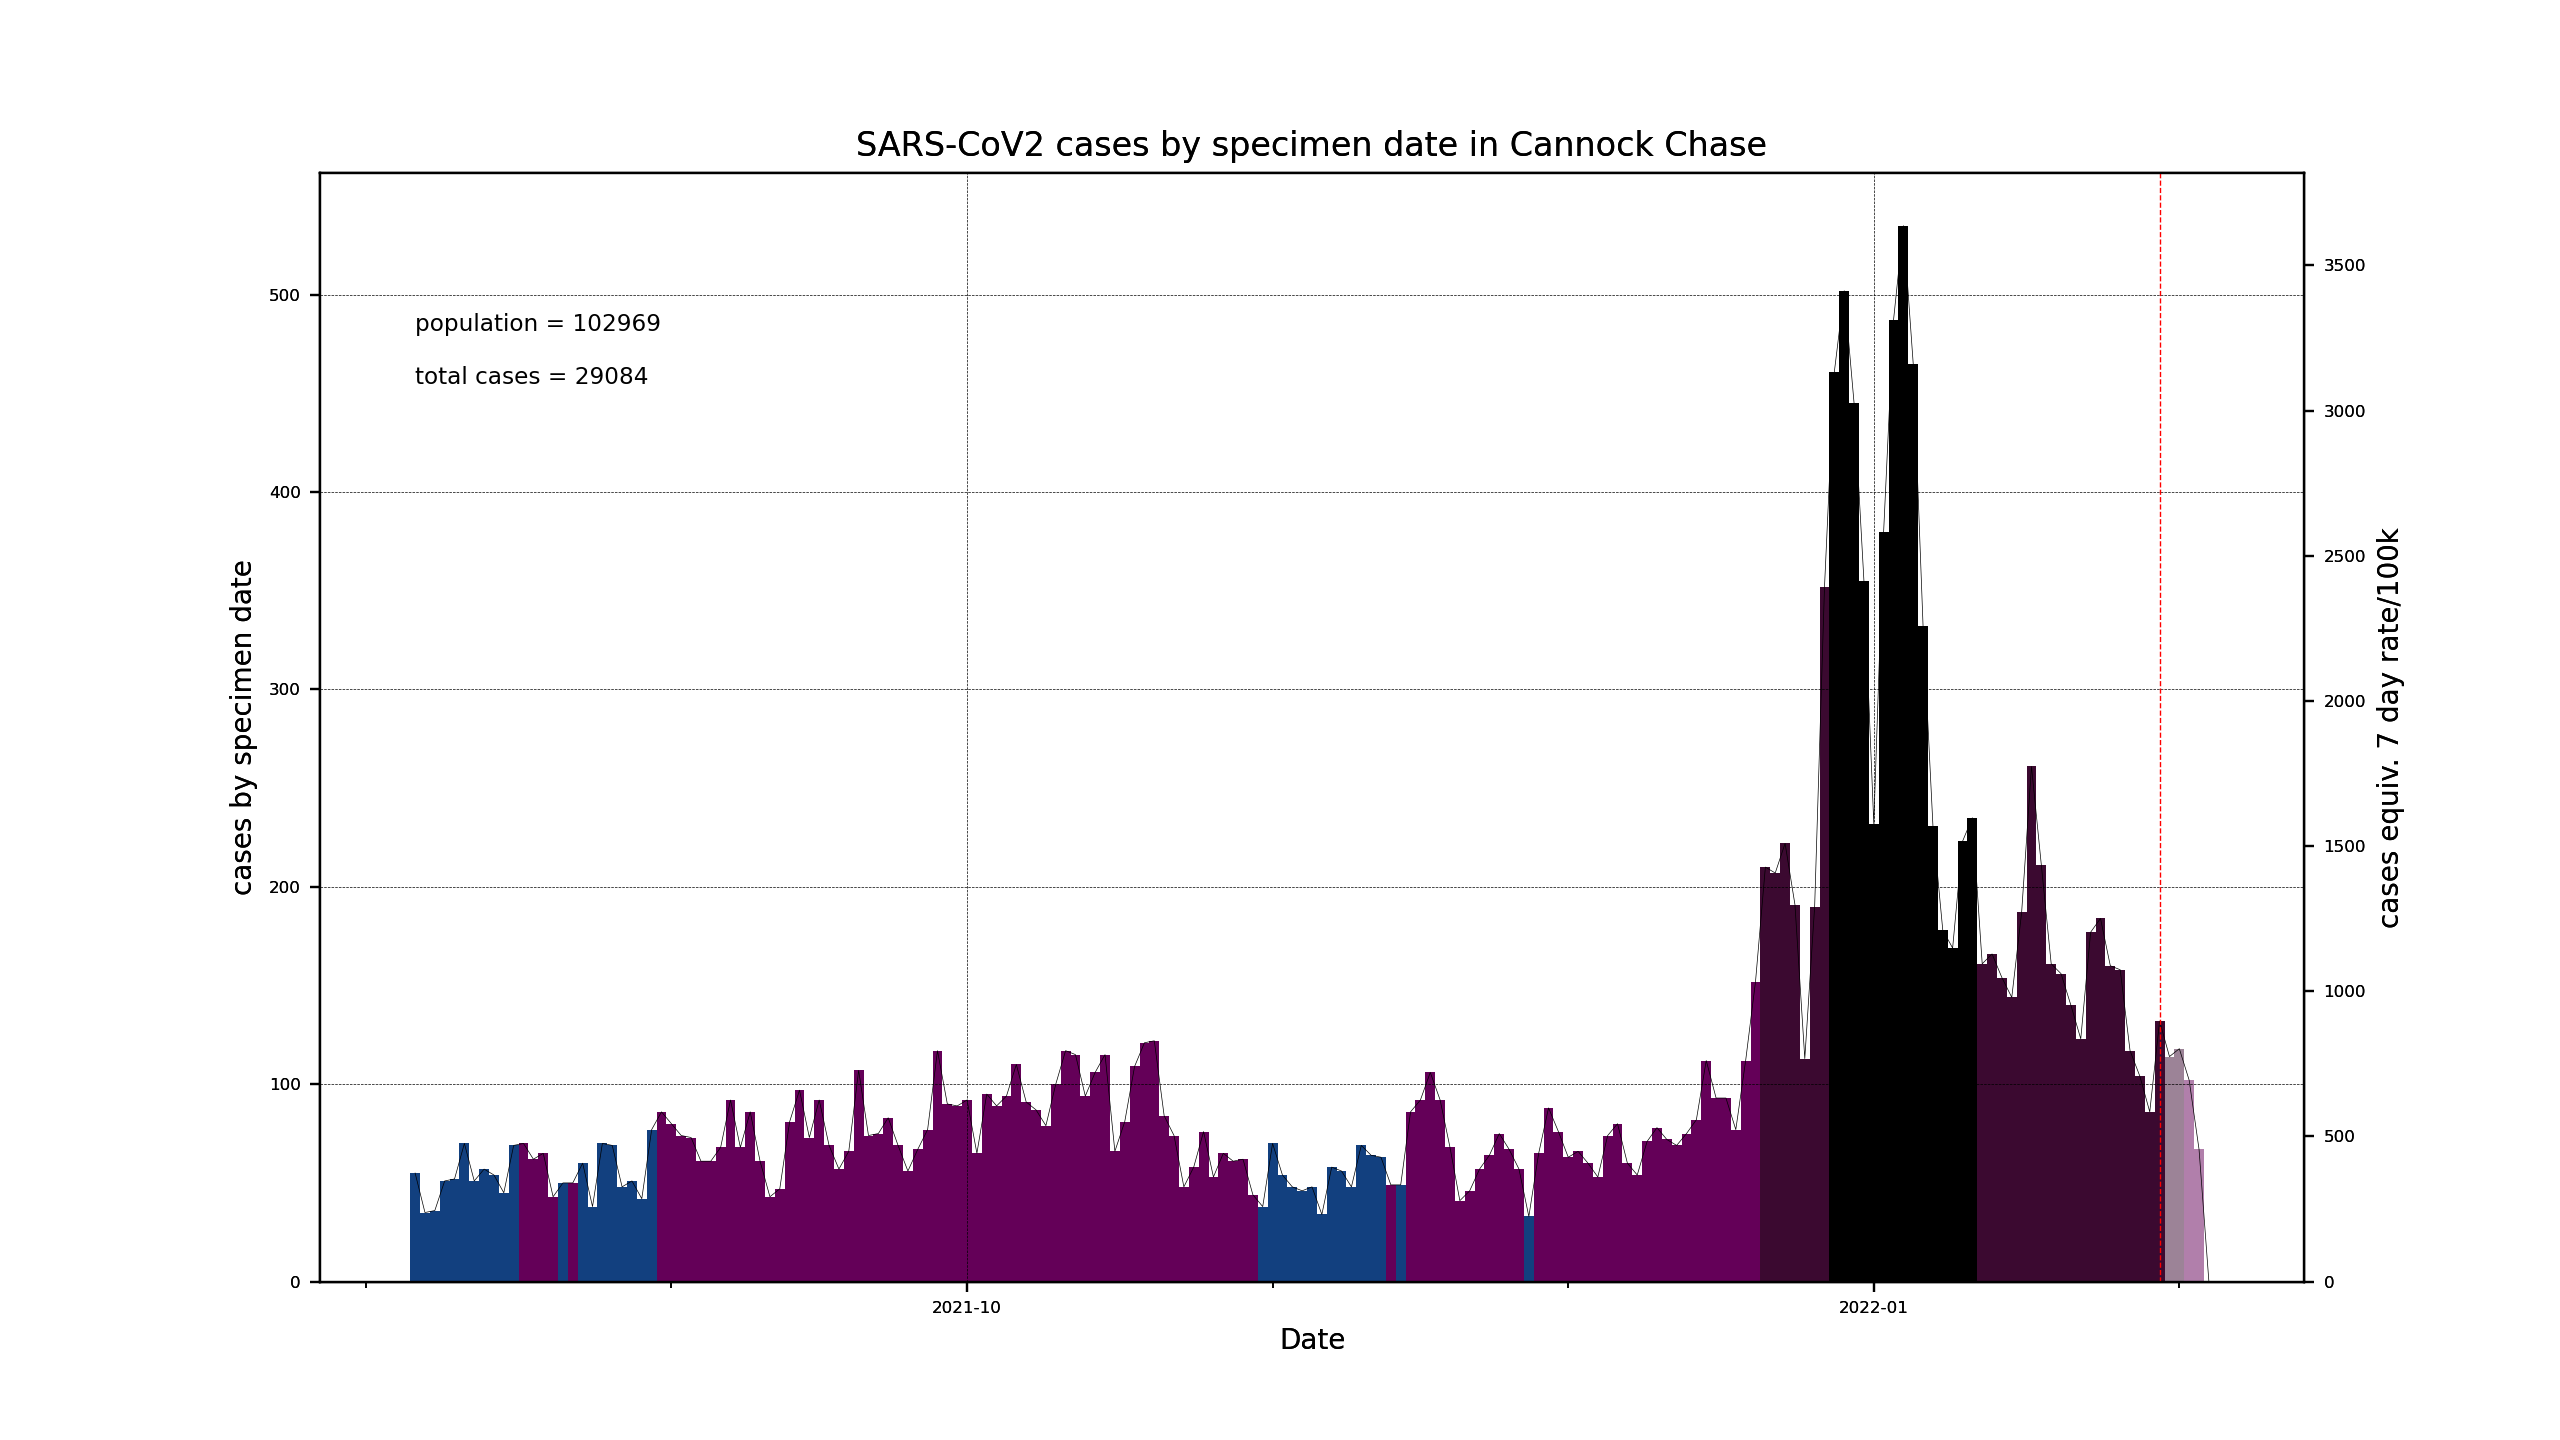 SARS-CoV2 cases by specimen date in Cannock Chase
population = 102969
total cases = 29084
cases by specimen date
0
100
200
300
400
500
cases equiv. 7 day rate/100k
0
500
1000
1500
2000
2500
3000
3500
2021-10
2022-01
Date